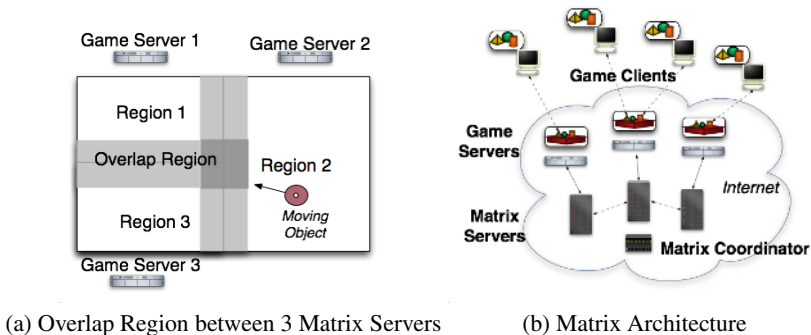 Game Server 1
Game Server 2
Region 1
Overlap Region
Region 2
Moving
Object
Region 3
Game Server 3
(a) Overlap Region between 3 Matrix Servers
Game Clients
Game
Servers
Internet
Matrix
Servers
Matrix Coordinator
(b) Matrix Architecture